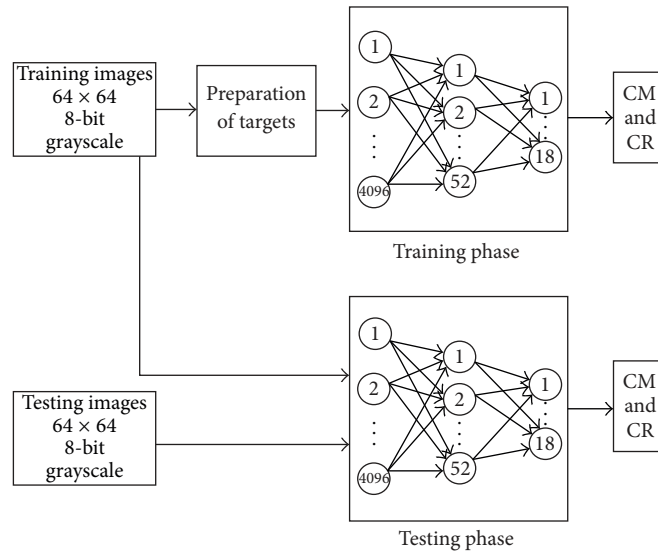 Training images
64 × 64
8-bit
grayscale
Preparation
of targets
1
2
⋮
4096
1
2
⋮
52
1
⋮
18
CM
and
CR
Training phase
Testing images
64 × 64
8-bit
grayscale
1
2
⋮
4096
1
2
⋮
52
1
⋮
18
CM
and
CR
Testing phase